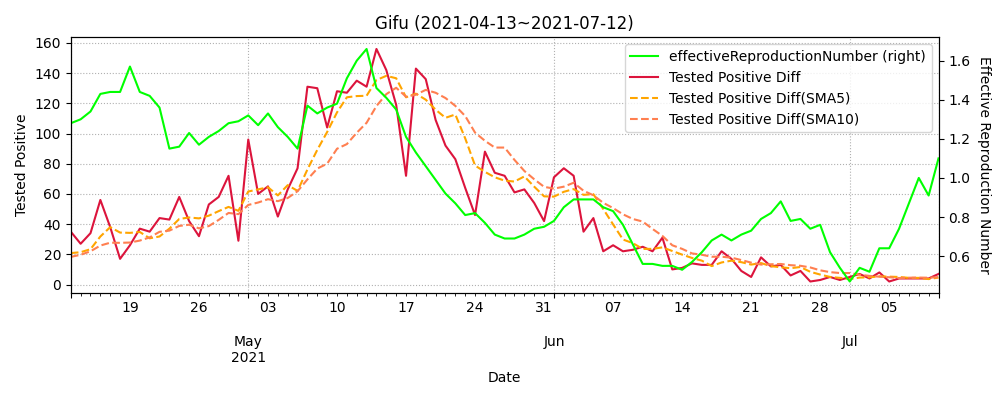 Gifu (2021-04-13~2021-07-12)
effectiveReproductionNumber (right)
Tested Positive Diff
Tested Positive Diff(SMA5)
Tested Positive Diff(SMA10)
Tested Positive
160
140
120
100
80
60
40
20
0
1.6
1.4
1.2
1.0
0.8
0.6
Effective Reproduction Number
19 26 03 10 17 24 31 07 14 21 28 05
May Jun Jul
2021
Date